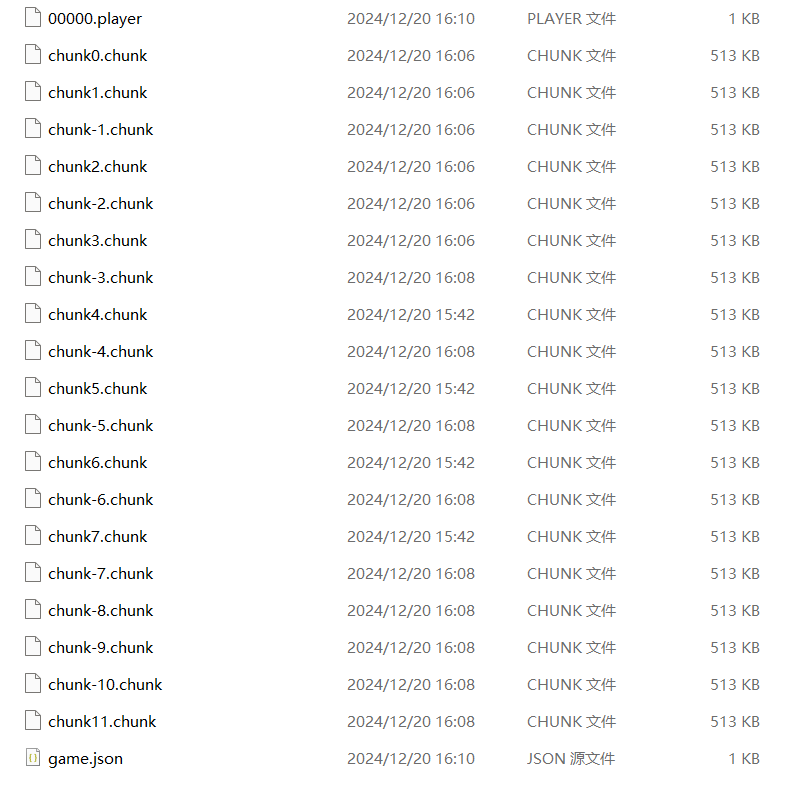 00000.player 2024/12/20 16:10 PLAYER 文件 1 KB
chunk0.chunk 2024/12/20 16:06 CHUNK 文件 513 KB
chunk1.chunk 2024/12/20 16:06 CHUNK 文件 513 KB
chunk-1.chunk 2024/12/20 16:06 CHUNK 文件 513 KB
chunk2.chunk 2024/12/20 16:06 CHUNK 文件 513 KB
chunk-2.chunk 2024/12/20 16:06 CHUNK 文件 513 KB
chunk3.chunk 2024/12/20 16:06 CHUNK 文件 513 KB
chunk-3.chunk 2024/12/20 16:08 CHUNK 文件 513 KB
chunk4.chunk 2024/12/20 15:42 CHUNK 文件 513 KB
chunk-4.chunk 2024/12/20 16:08 CHUNK 文件 513 KB
chunk5.chunk 2024/12/20 15:42 CHUNK 文件 513 KB
chunk-5.chunk 2024/12/20 16:08 CHUNK 文件 513 KB
chunk6.chunk 2024/12/20 15:42 CHUNK 文件 513 KB
chunk-6.chunk 2024/12/20 16:08 CHUNK 文件 513 KB
chunk7.chunk 2024/12/20 15:42 CHUNK 文件 513 KB
chunk-7.chunk 2024/12/20 16:08 CHUNK 文件 513 KB
chunk-8.chunk 2024/12/20 16:08 CHUNK 文件 513 KB
chunk-9.chunk 2024/12/20 16:08 CHUNK 文件 513 KB
chunk-10.chunk 2024/12/20 16:08 CHUNK 文件 513 KB
chunk11.chunk 2024/12/20 16:08 CHUNK 文件 513 KB
game.json 2024/12/20 16:10 JSON 源文件 1 KB